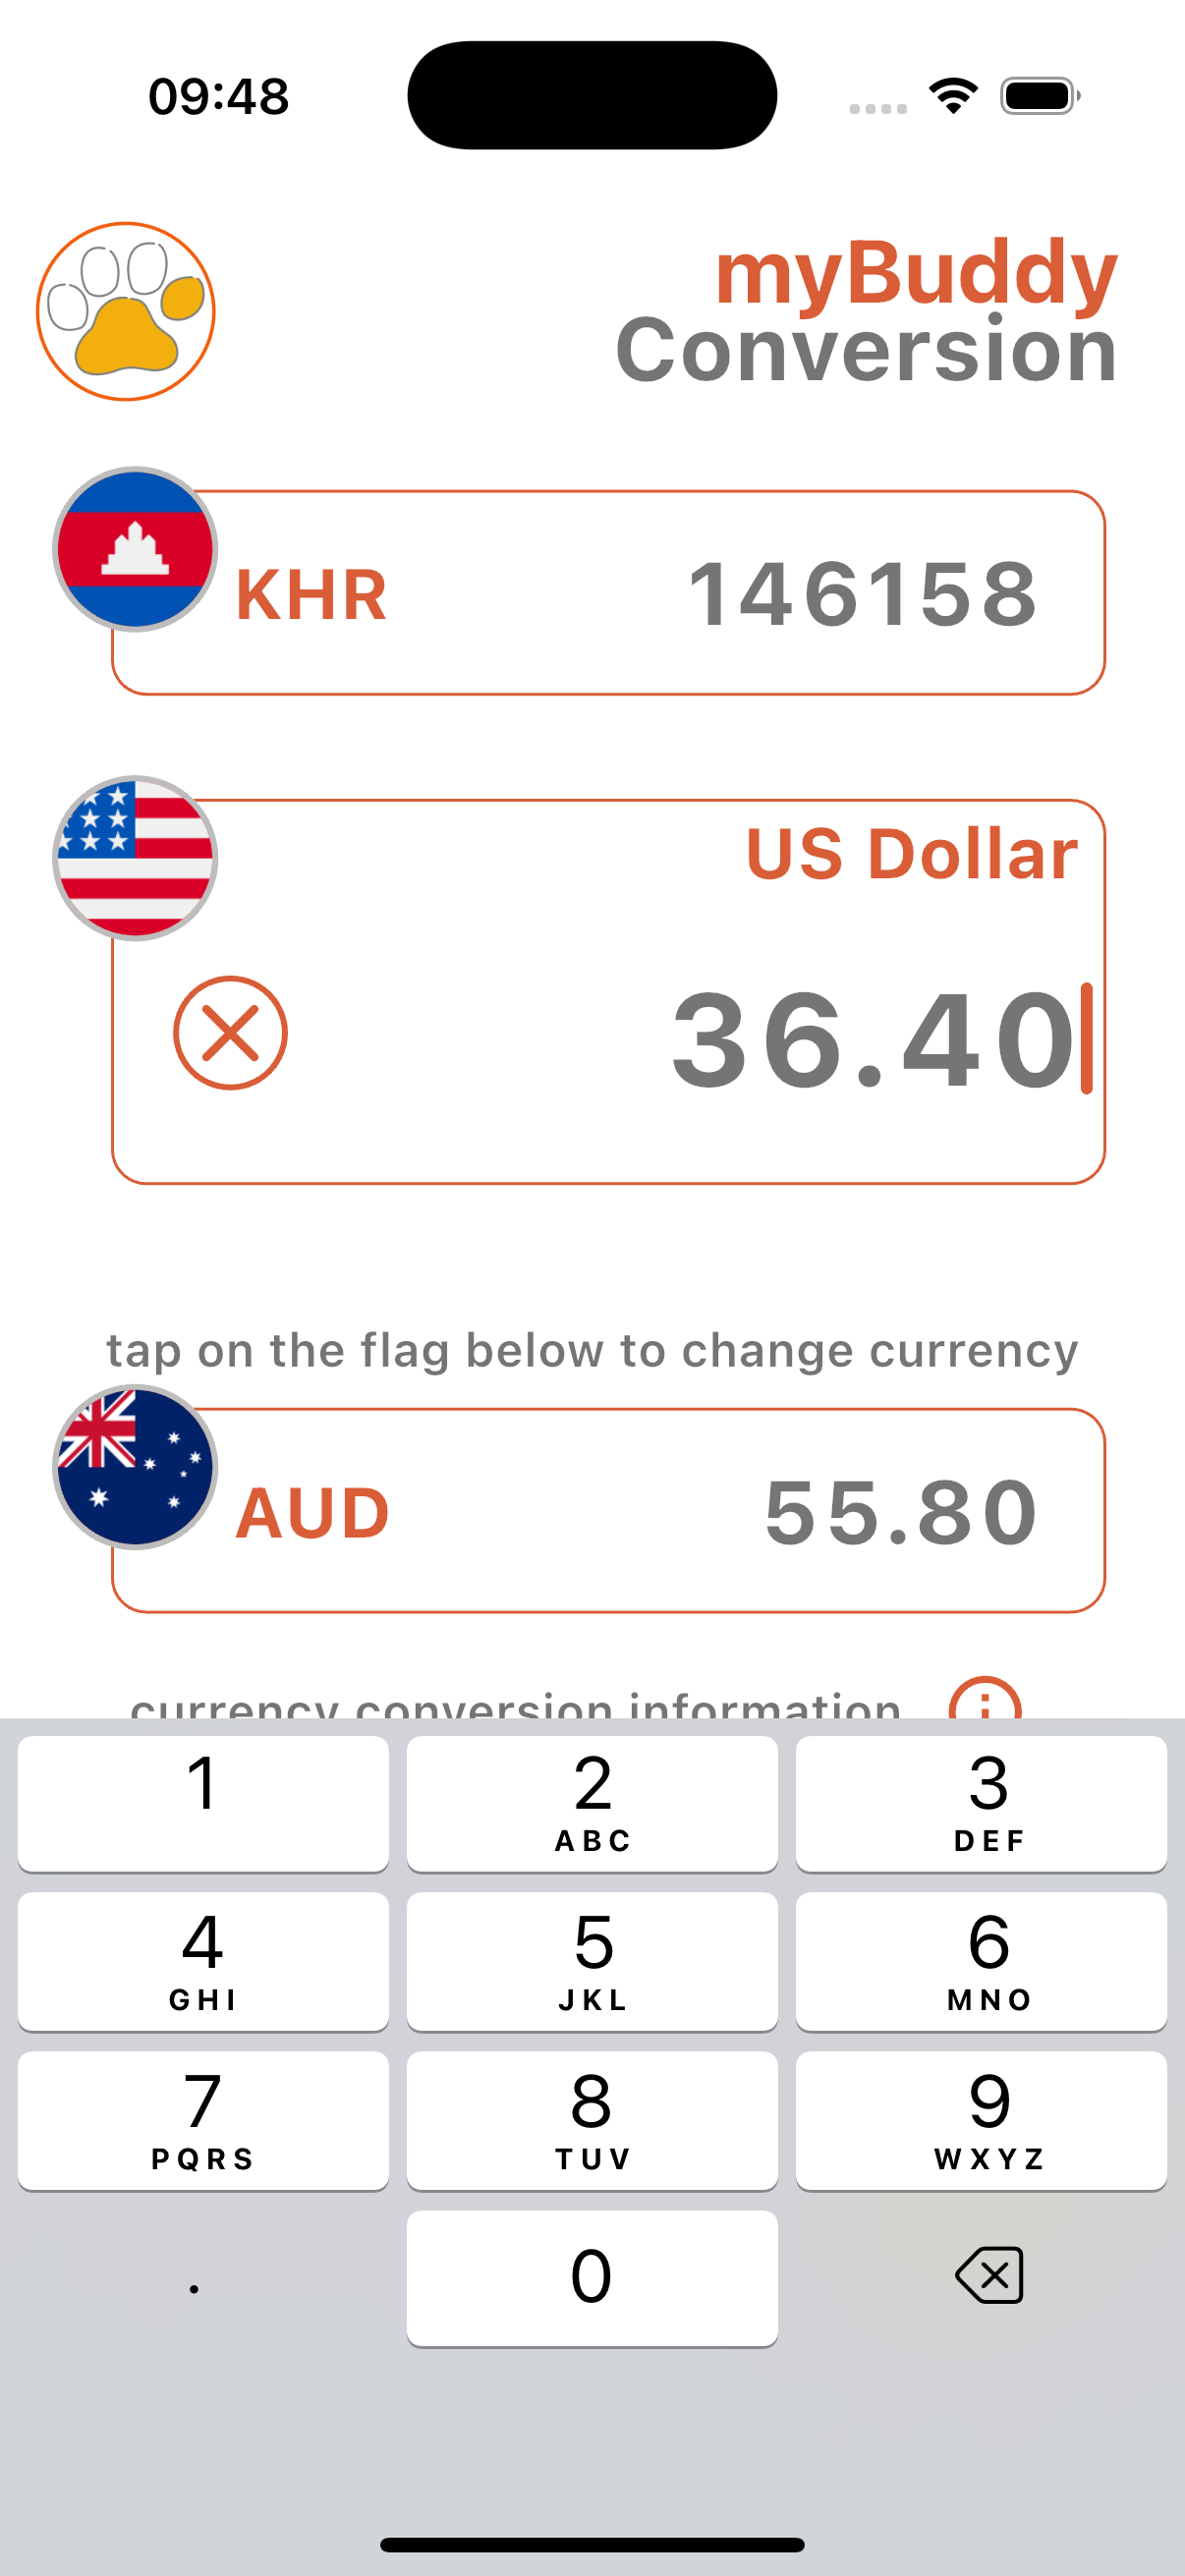 09:48
myBuddy
Conversion
KHR 146158
US Dollar
36.40
tap on the flag below to change currency
AUD 55.80
currency conversion information
1 2 3
ABC DEF
4 5 6
GHI JKL MNO
7 8 9
PQRS TUV WXYZ
. 0